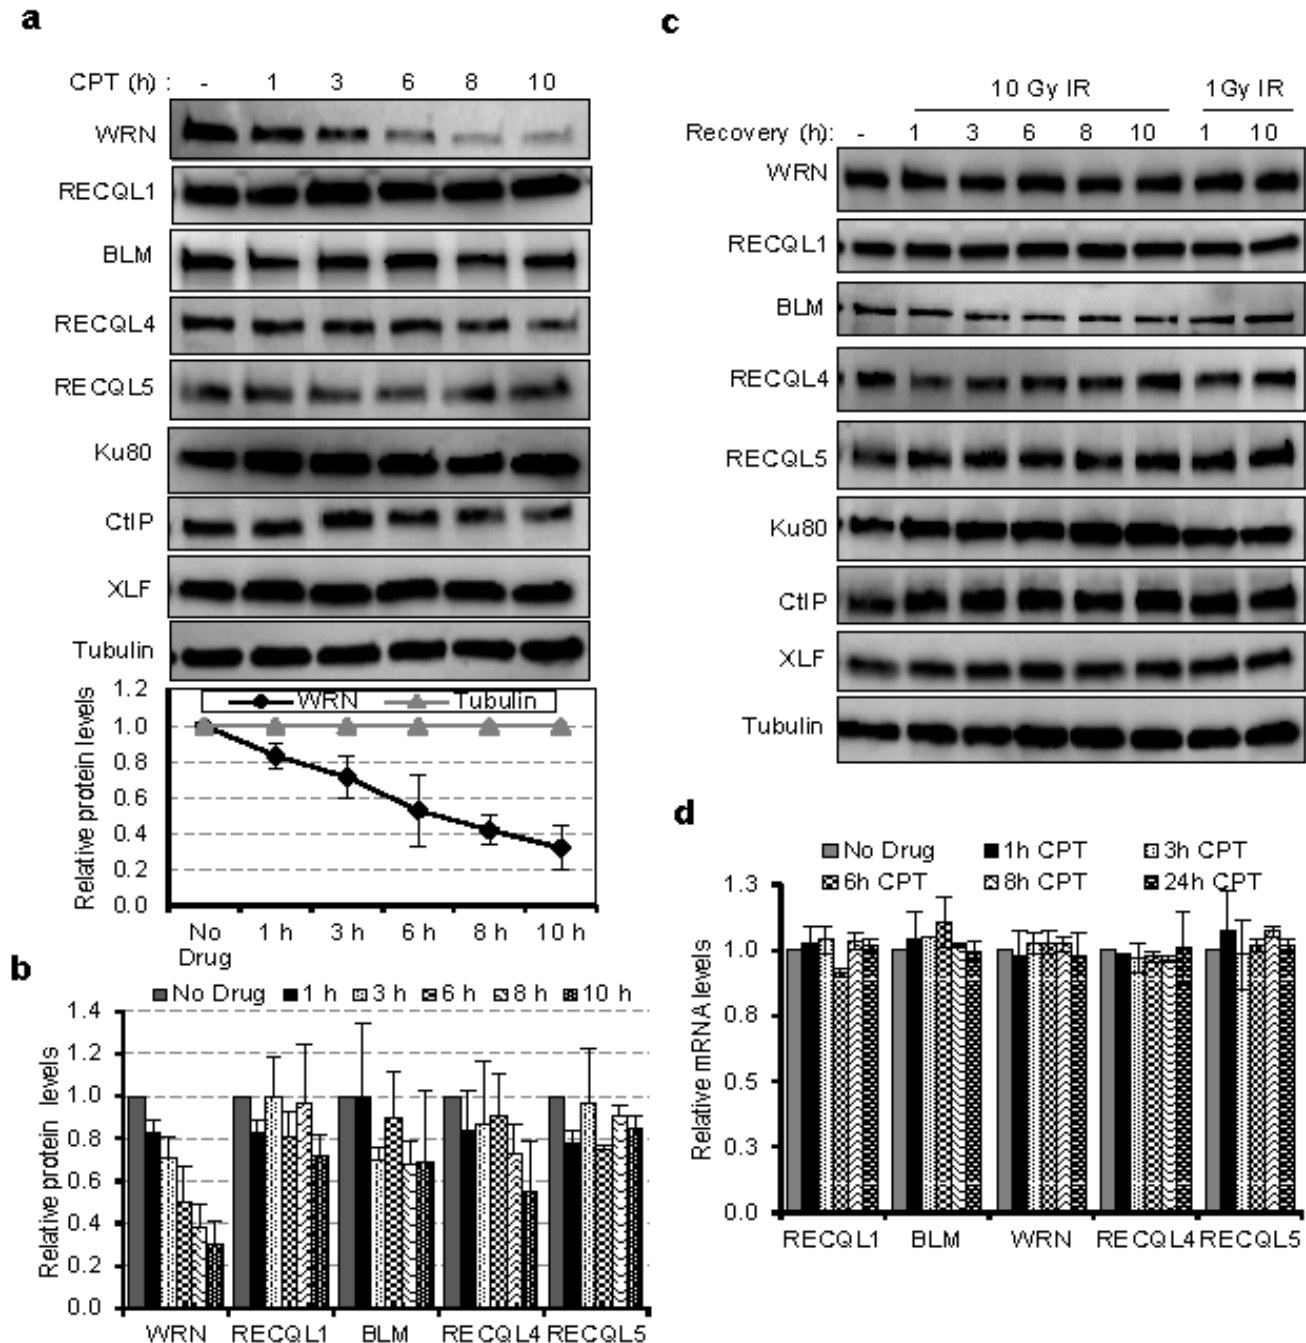 a
CPT (h) : - 1 3 6 8 10
WRN
RECQL1
BLM
RECQL4
RECQL5
Ku80
CtIP
XLF
Tubulin
1.2
1.0
0.8
0.6
0.4
0.2
0.0
Relative protein levels
WRN Tubulin
No Drug 1 h 3 h 6 h 8 h 10 h
b
No Drug 1 h 3 h 6 h 8 h 10 h
1.4
1.2
1.0
0.8
0.6
0.4
0.2
0.0
Relative protein levels
WRN RECQL1 BLM RECQL4 RECQL5
c
10 Gy IR 1Gy IR
Recovery (h): - 1 3 6 8 10 1 10
WRN
RECQL1
BLM
RECQL4
RECQL5
Ku80
CtIP
XLF
Tubulin
d
No Drug 1h CPT 3h CPT
6h CPT 8h CPT 24h CPT
1.3
1.0
0.8
0.5
0.3
0.0
Relative mRNA levels
RECQL1 BLM WRN RECQL4 RECQL5